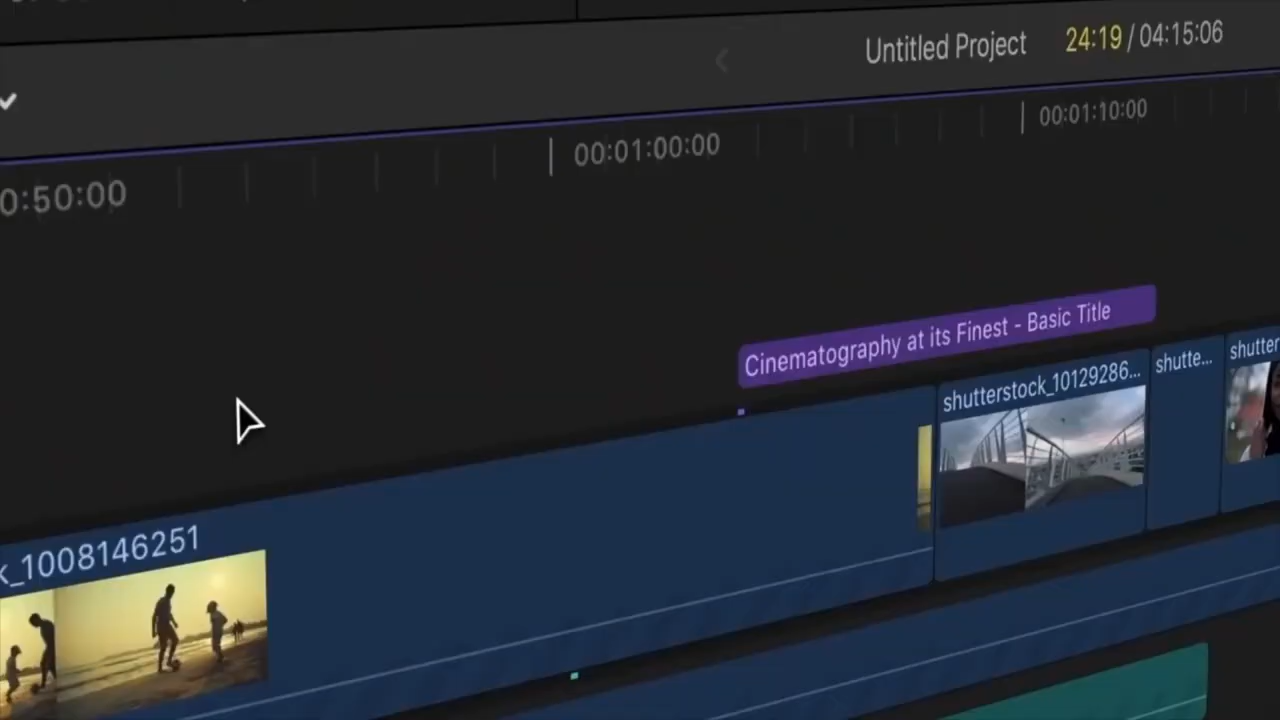 Untitled Project 24:19 / 04:15:06
0:50:00 00:01:00:00 00:01:10:00
Cinematography at its Finest - Basic Title
shutterstock_10129286... shutte... shutter
k_1008146251